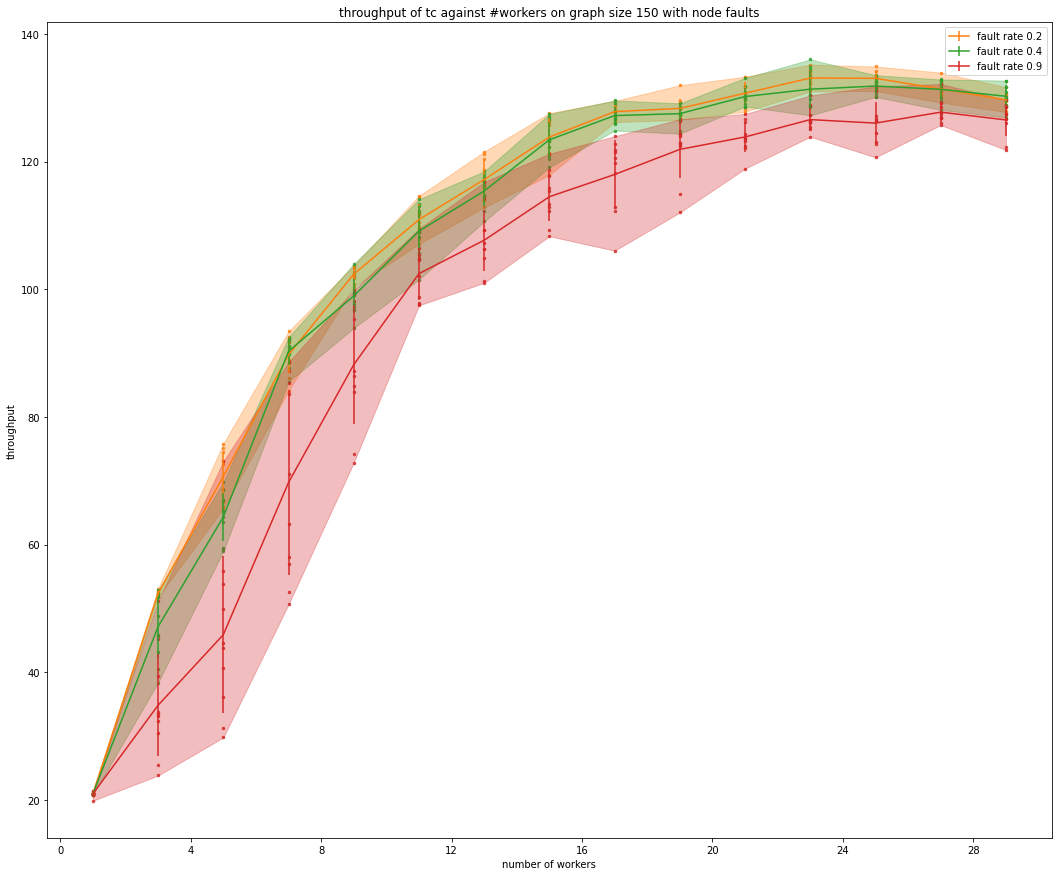 throughput of tc against #workers on graph size 150 with node faults
140
120
100
80
60
40
20
throughput
fault rate 0.2
fault rate 0.4
fault rate 0.9
0
4
8
12
16
20
24
28
number of workers